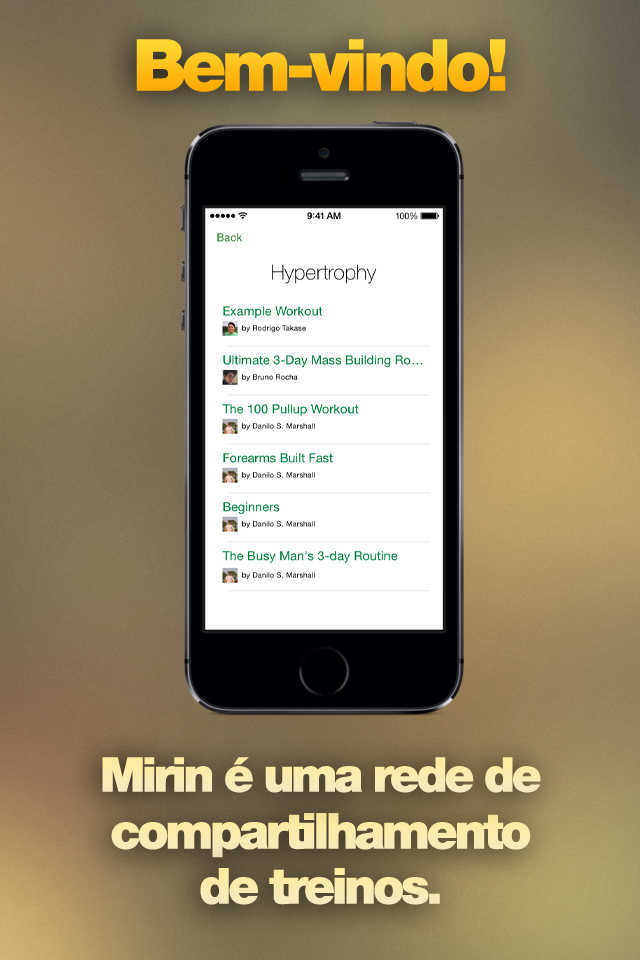 Bem-vindo!
9:41 AM 100%
Back
Hypertrophy
Example Workout
by Rodrigo Takase
Ultimate 3-Day Mass Building Ro...
by Bruno Rocha
The 100 Pullup Workout
by Danilo S. Marshall
Forearms Built Fast
by Danilo S. Marshall
Beginners
by Danilo S. Marshall
The Busy Man's 3-day Routine
by Danilo S. Marshall
Mirin é uma rede de
compartilhamento
de treinos.